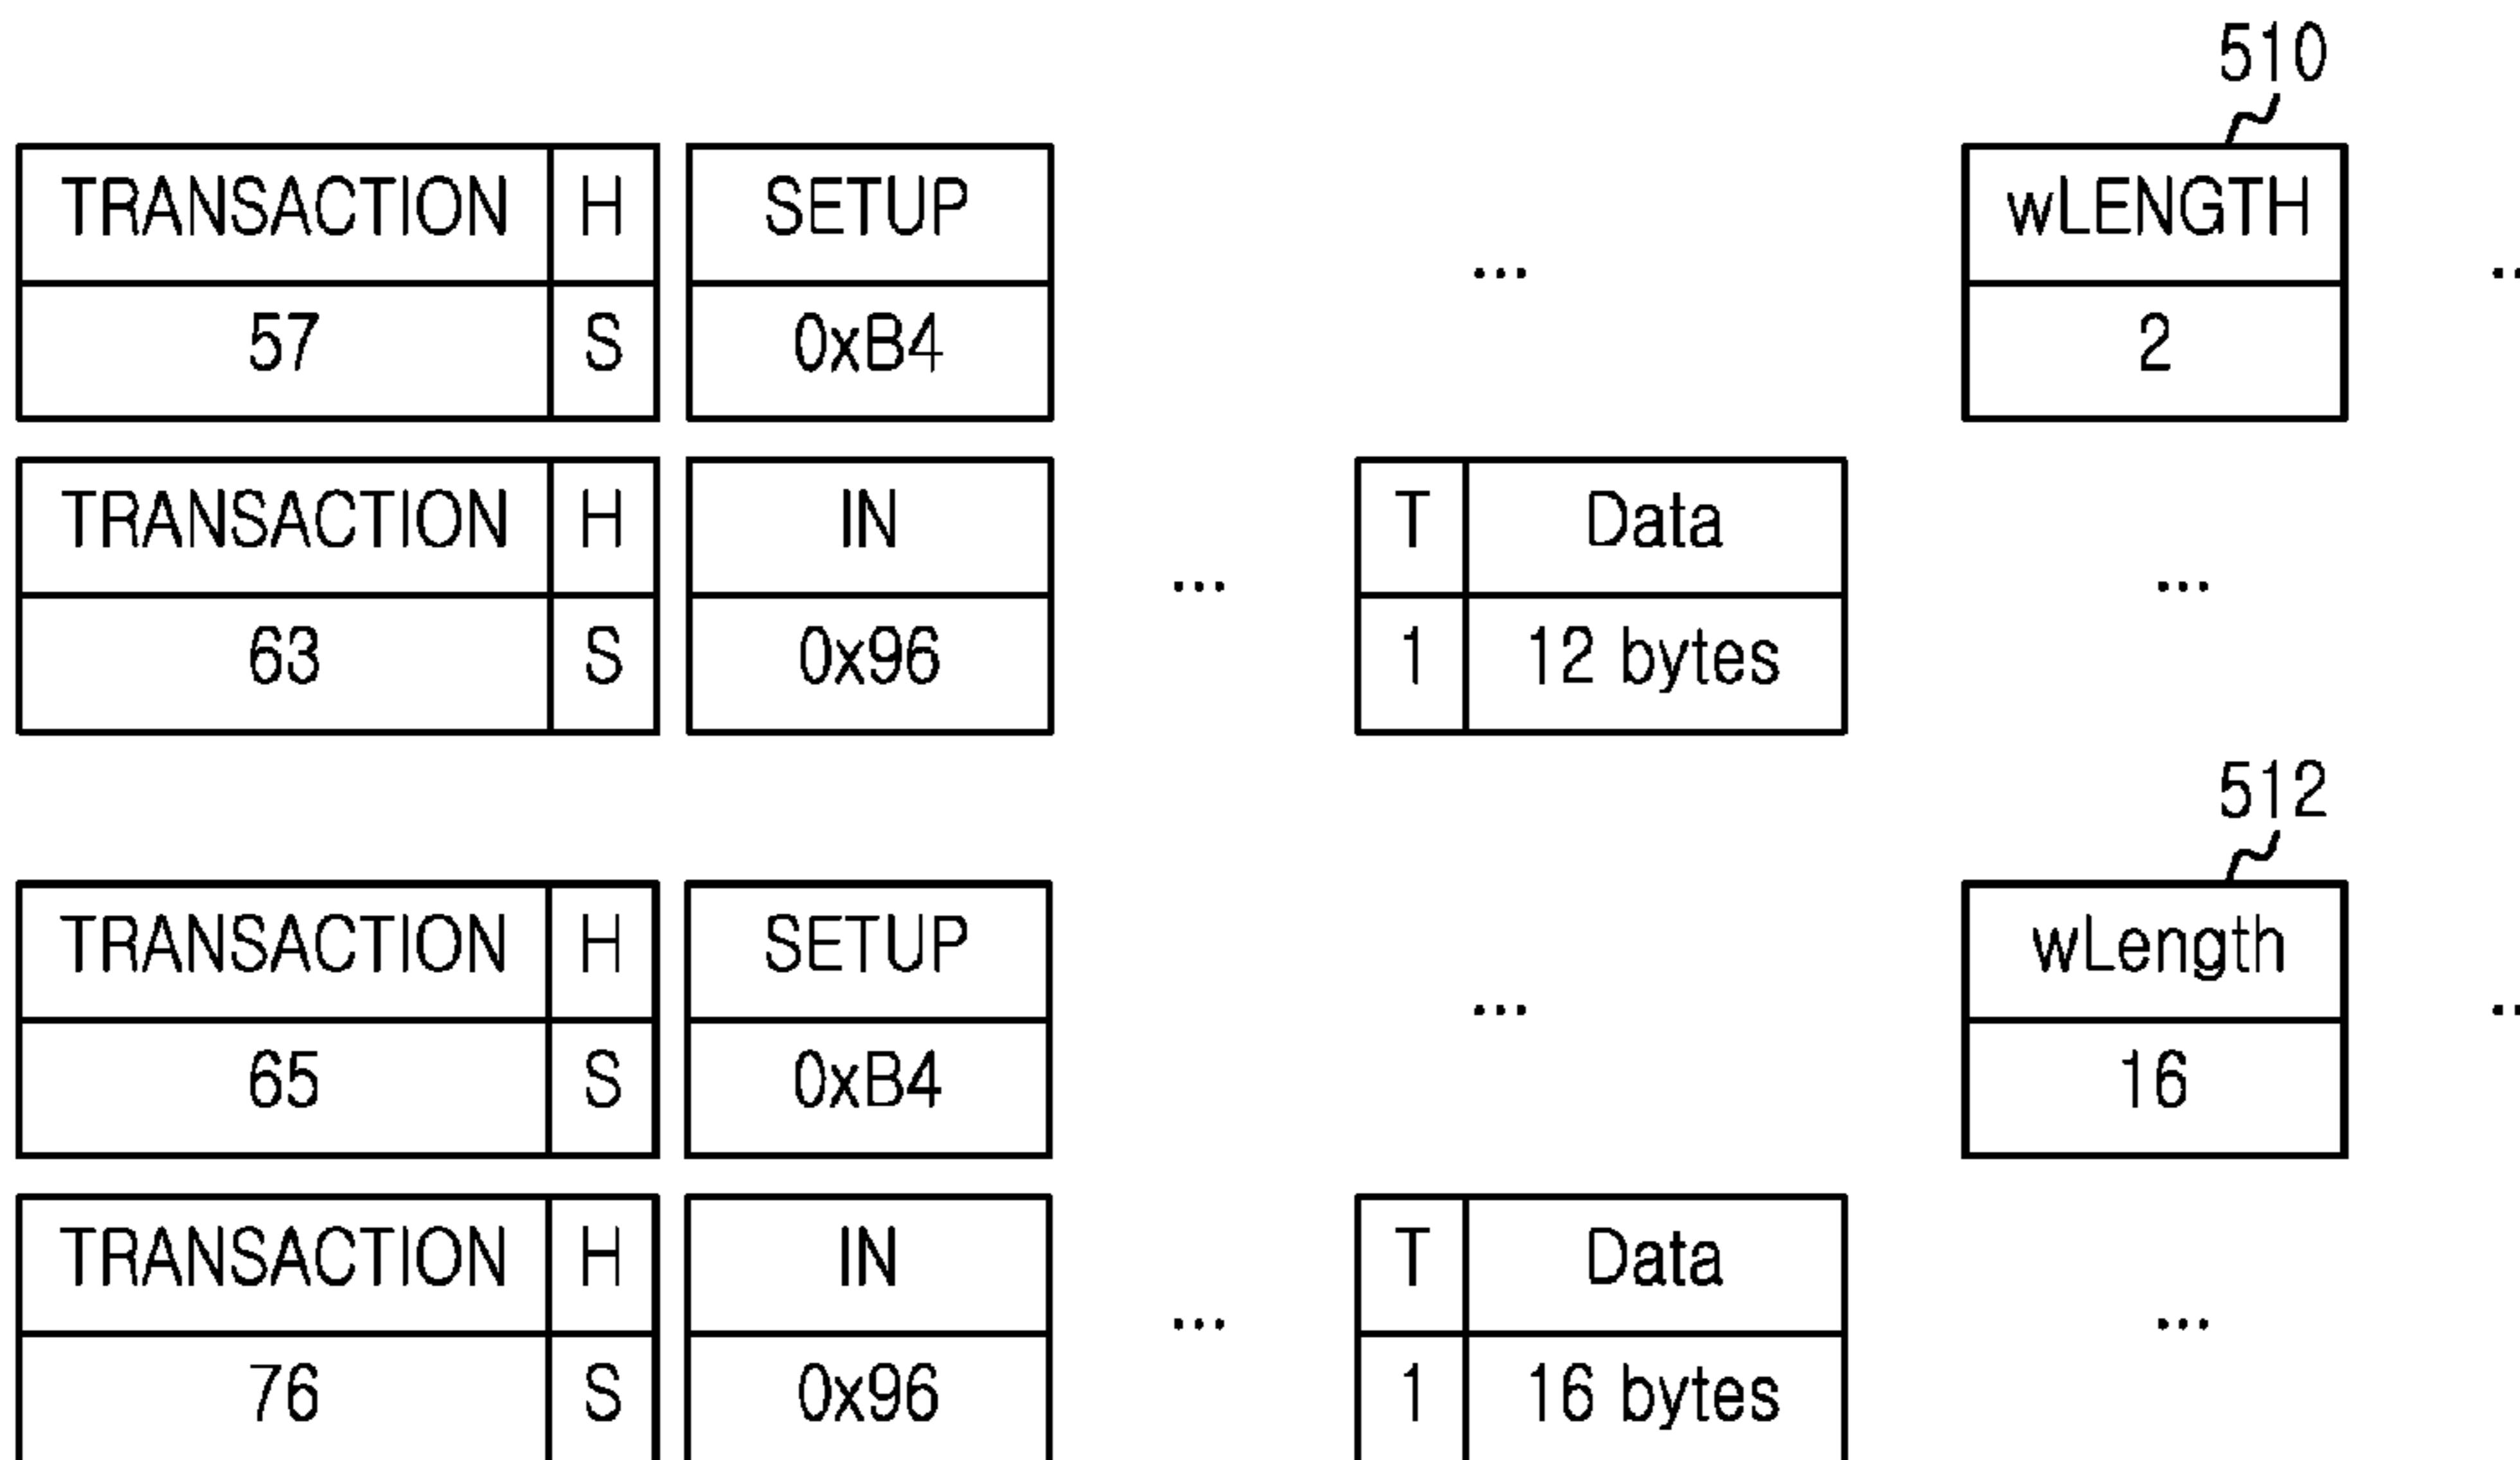 510
TRANSACTION H SETUP wLENGTH
57 S 0xB4 ... 2 ...
TRANSACTION H IN T Data
63 S 0x96 ... 1 12 bytes ...
512
TRANSACTION H SETUP wLength
65 S 0xB4 ... 16 ...
TRANSACTION H IN T Data
76 S 0x96 ... 1 16 bytes ...